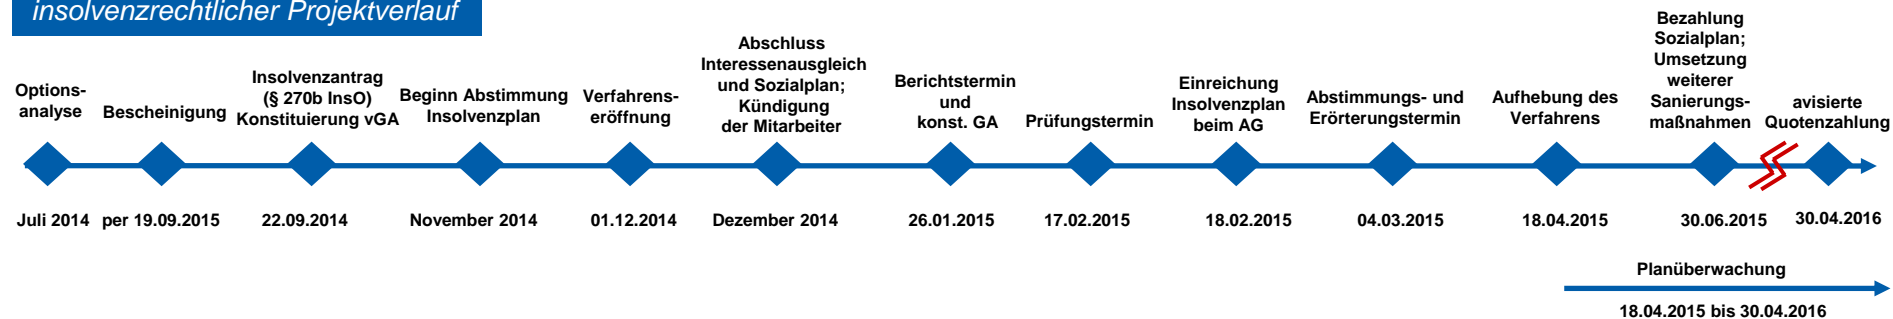 insolvenzrechtlicher Projektverlauf
Options-
analyse
Bescheinigung
Insolvenzantrag
(§ 270b InsO)
Konstituierung vGA
Beginn Abstimmung
Insolvenzplan
Verfahrens-
eröffnung
Abschluss
Interessenausgleich
und Sozialplan;
Kündigung
der Mitarbeiter
Berichtstermin
und
konst. GA
Prüfungstermin
Einreichung
Insolvenzplan
beim AG
Abstimmungs- und
Erörterungstermin
Aufhebung des
Verfahrens
Bezahlung
Sozialplan;
Umsetzung
weiterer
Sanierungs-
maßnahmen
avisierte
Quotenzahlung
Juli 2014
per 19.09.2015
22.09.2014
November 2014
01.12.2014
Dezember 2014
26.01.2015
17.02.2015
18.02.2015
04.03.2015
18.04.2015
30.06.2015
30.04.2016
Planüberwachung
18.04.2015 bis 30.04.2016